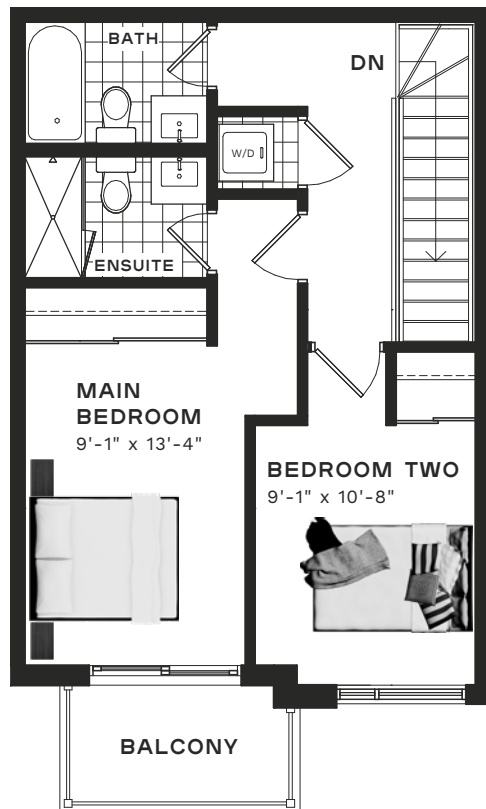 BATH
DN
W/D
ENSUITE
MAIN
BEDROOM
9'-1" x 13'-4"
BEDROOM TWO
9'-1" x 10'-8"
BALCONY